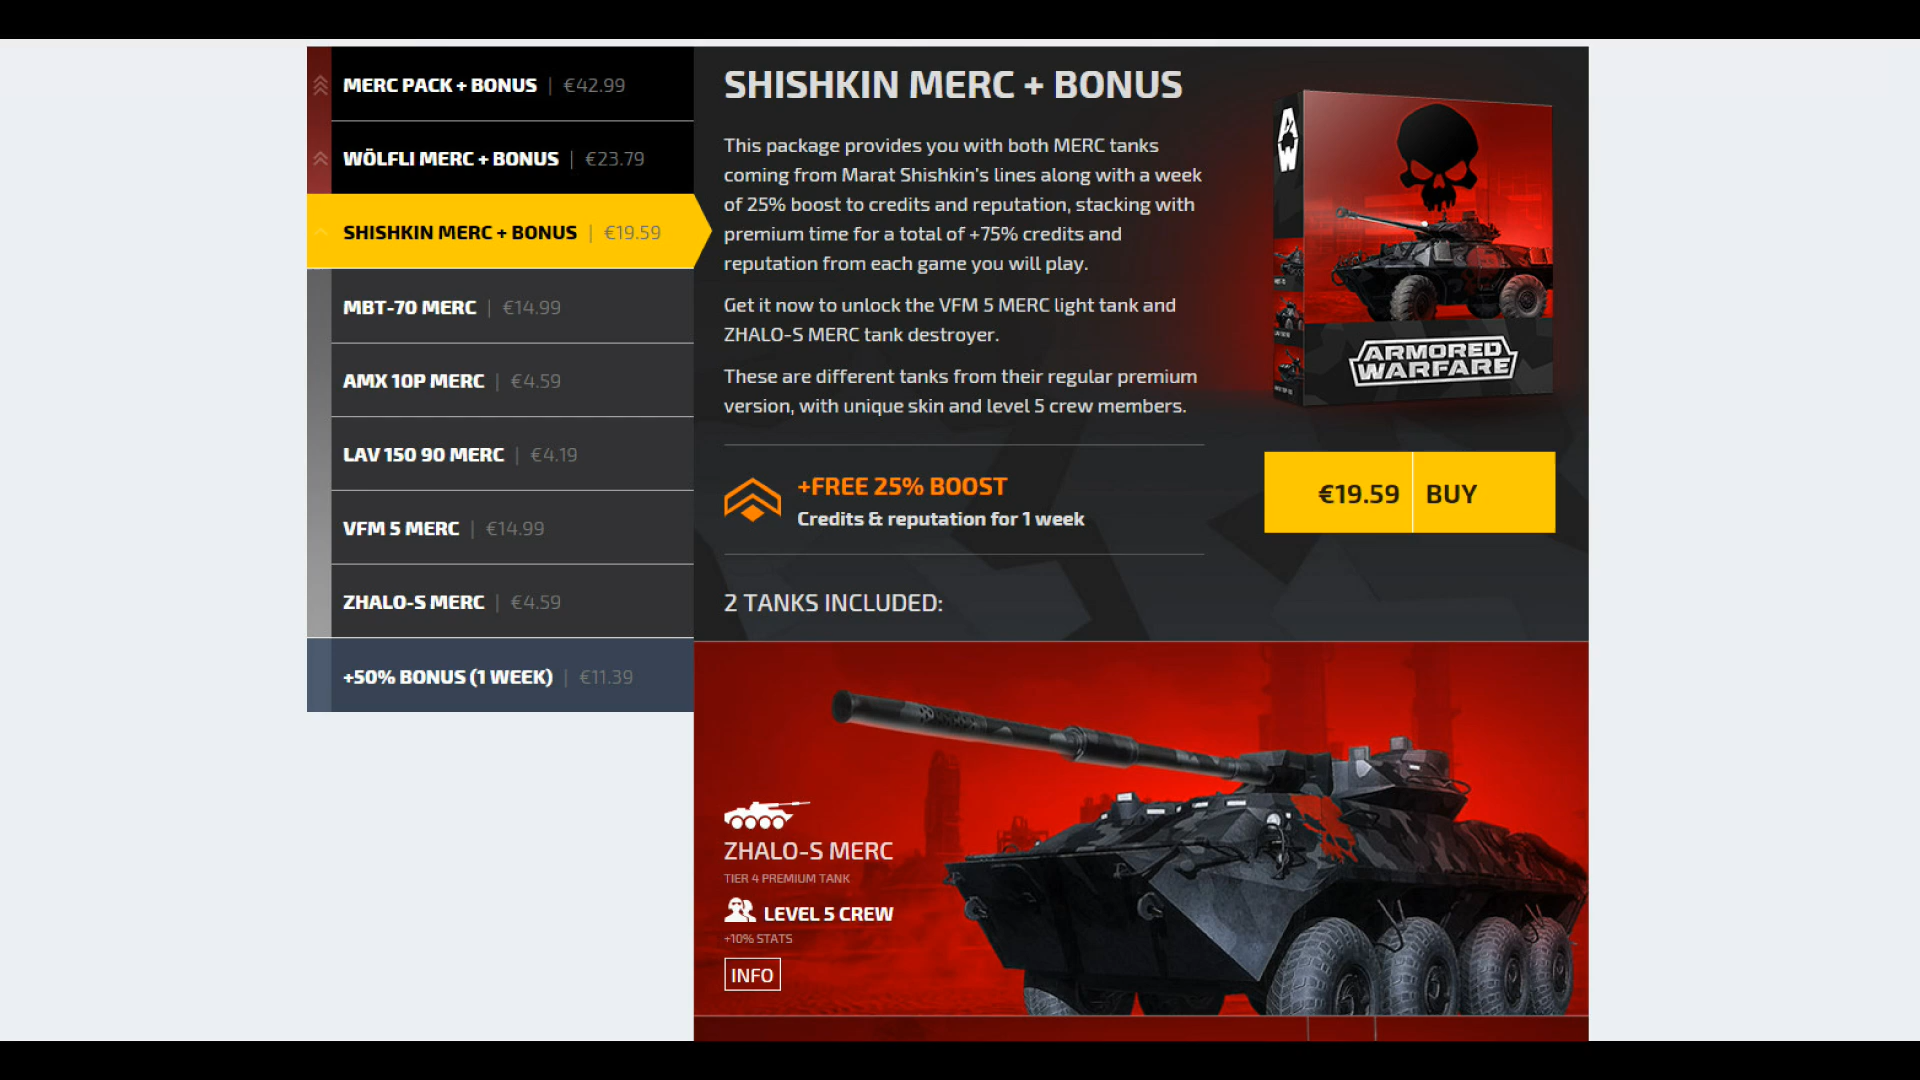 MERC PACK + BONUS | €42.99
WÖLFLI MERC + BONUS | €23.79
SHISHKIN MERC + BONUS | €19.59
MBT-70 MERC | €14.99
AMX 10P MERC | €4.59
LAV 150 90 MERC | €4.19
VFM 5 MERC | €14.99
ZHALO-S MERC | €4.59
+50% BONUS (1 WEEK) | €11.39
SHISHKIN MERC + BONUS
This package provides you with both MERC tanks
coming from Marat Shishkin's lines along with a week
of 25% boost to credits and reputation, stacking with
premium time for a total of +75% credits and
reputation from each game you will play.
Get it now to unlock the VFM 5 MERC light tank and
ZHALO-S MERC tank destroyer.
These are different tanks from their regular premium
version, with unique skin and level 5 crew members.
+FREE 25% BOOST
Credits & reputation for 1 week
AW
ARMORED
WARFARE
€19.59 BUY
2 TANKS INCLUDED:
ZHALO-S MERC
TIER 4 PREMIUM TANK
LEVEL 5 CREW
+10% STATS
INFO